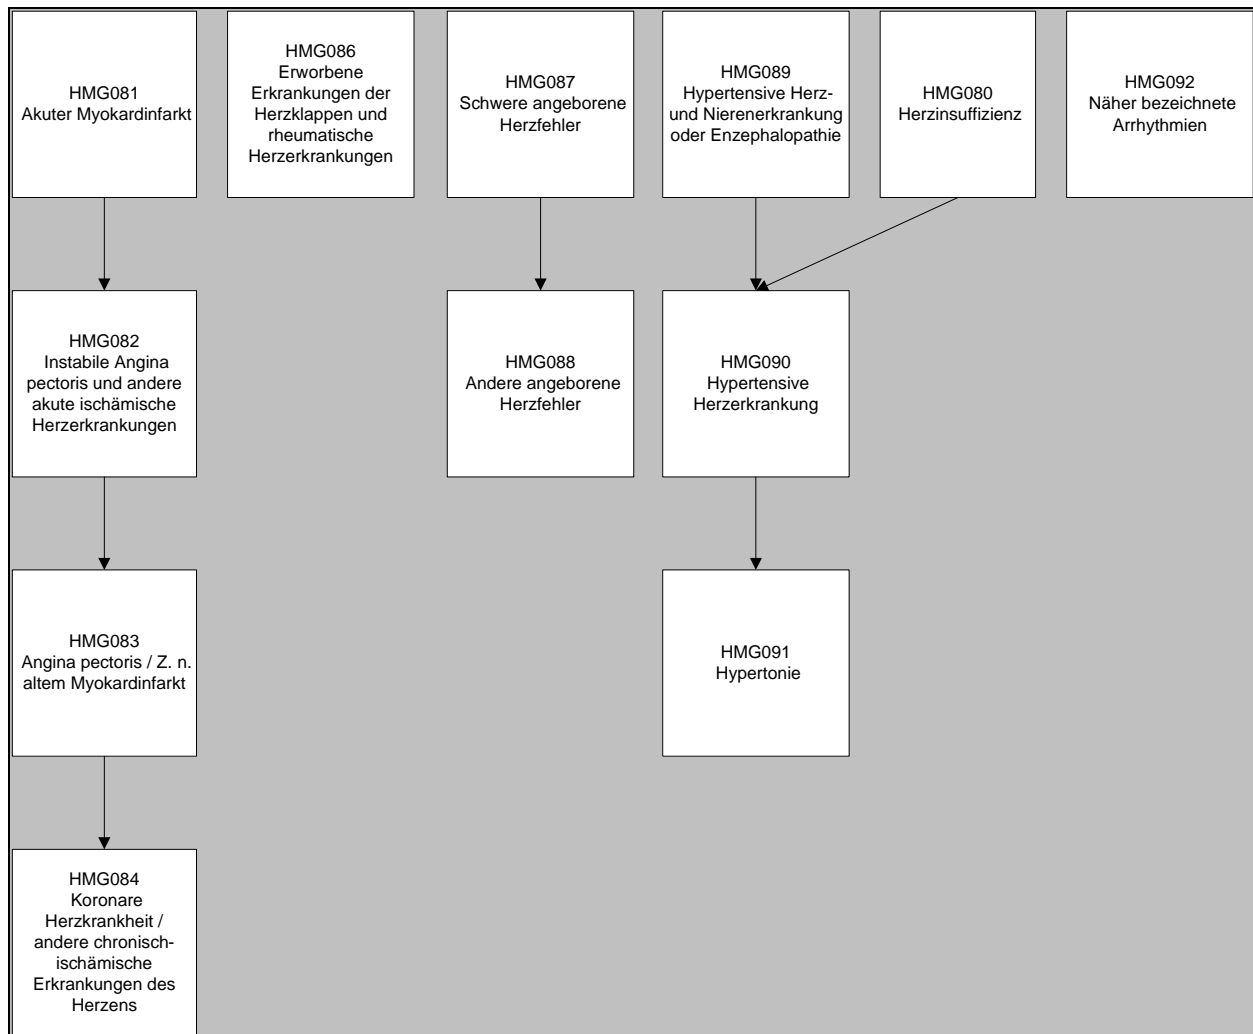 HMG081
Akuter Myokardinfarkt
HMG086
Erworbene
Erkrankungen der
Herzklappen und
rheumatische
Herzerkrankungen
HMG087
Schwere angeborene
Herzfehler
HMG089
Hypertensive Herz-
und Nierenerkrankung
oder Enzephalopathie
HMG080
Herzinsuffizienz
HMG092
Näher bezeichnete
Arrhythmien
HMG082
Instabile Angina
pectoris und andere
akute ischämische
Herzerkrankungen
HMG088
Andere angeborene
Herzfehler
HMG090
Hypertensive
Herzerkrankung
HMG083
Angina pectoris / Z. n.
altem Myokardinfarkt
HMG091
Hypertonie
HMG084
Koronare
Herzkrankheit /
andere chronisch-
ischämische
Erkrankungen des
Herzens